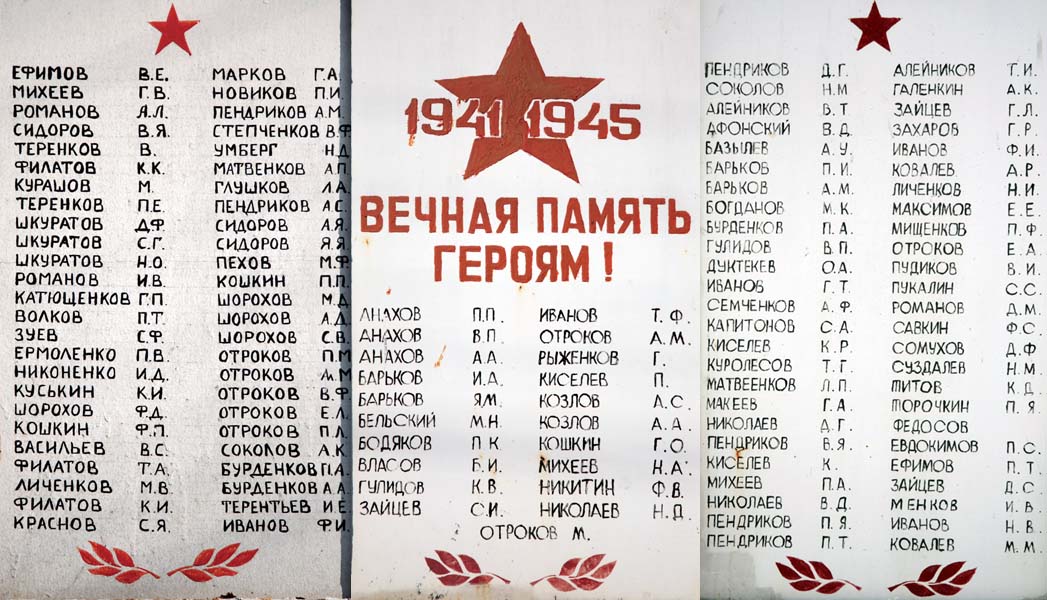 ЕФИМОВ В.Е. МАРКОВ Г.А.
МИХЕЕВ Г.В. НОВИКОВ П.И.
РОМАНОВ Я.Л. ПЕНДРИКОВ А.М.
СИДОРОВ В.Я. СТЕПЧЕНКОВ В.Ф.
ТЕРЕНКОВ В. УМБЕРГ Н.Д.
ФИЛАТОВ К.К. МАТВЕНКОВ А.П.
КУРАШОВ М. ГЛУШКОВ И.А.
ТЕРЕНКОВ П.Е. ПЕНДРИКОВ А.С.
ШКУРАТОВ Д.Ф. СИДОРОВ А.Я.
ШКУРАТОВ С.Г. СИДОРОВ Я.Я.
ШКУРАТОВ Н.О. ПЕХОВ М.Ф.
РОМАНОВ И.В. КОШКИН П.П.
КАТЮЩЕНКОВ Г.П. ШОРОХОВ М.Д.
ВОЛКОВ П.Т. ШОРОХОВ А.Д.
ЗУЕВ С.Ф. ШОРОХОВ С.В.
ЕРМОЛЕНКО П.В. ОТРОКОВ П.М
НИКОНЕНКО И.Д. ОТРОКОВ М
КУСЬКИН К.И. ОТРОКОВ В.Ф.
ШОРОХОВ Ф.Д. ОТРОКОВ Е.Л.
КОШКИН Ф.П. ОТРОКОВ П.Л.
ВАСИЛЬЕВ В.С. СОКОЛОВ А.К.
ФИЛАТОВ Т.А. БУРДЕНКОВ П.А.
ЛИЧЕНКОВ М.В. БУРДЕНКОВ А.А.
ФИЛАТОВ К.И. ТЕРЕНТЬЕВ И.Е.
КРАСНОВ С.Я. ИВАНОВ Ф.И.
1941 1945
ВЕЧНАЯ ПАМЯТЬ
ГЕРОЯМ!
АНАХОВ П.П. ИВАНОВ Т.Ф.
АНАХОВ В.П. ОТРОКОВ А.М.
АНАХОВ А.А. РЫЖЕНКОВ Г.
БАРЬКОВ И.А. КИСЕЛЕВ П.
БАРЬКОВ Я.М. КОЗЛОВ А.С.
БЕЛЬСКИЙ М.Н. КОЗЛОВ А.А.
БОДЯКОВ П.К. КОШКИН Г.О.
ВЛАСОВ Б.И. МИХЕЕВ Н.А.
ГУЛИДОВ К.В. НИКИТИН Ф.В.
ЗАЙЦЕВ С.И. НИКОЛАЕВ Н.Д.
ОТРОКОВ М.
ПЕНДРИКОВ Д.Г. АЛЕЙНИКОВ Т.И.
СОКОЛОВ Н.М ГАЛЕНКИН А.К.
АЛЕЙНИКОВ В.Т ЗАЙЦЕВ Г.Л.
АФОНСКИЙ В.Д. ЗАХАРОВ Г.Р.
БАЗЫЛЕВ А.У. ИВАНОВ Ф.И.
БАРЬКОВ П.И. КОВАЛЕВ А.Р.
БАРЬКОВ А.М. ЛИЧЕНКОВ Н.И.
БОГДАНОВ М.К. МАКСИМОВ Е.Е.
БУРДЕНКОВ П.А. МИЩЕНКОВ П.Ф.
ГУЛИДОВ В.П. ОТРОКОВ Е.А.
ДУКТЕКЕВ О.А. ПУДИКОВ В.И.
ИВАНОВ Г.Т. ПУКАЛИН С.С.
СЕМЧЕНКОВ А.Ф. РОМАНОВ Д.М.
КАПИТОНОВ С.А. САВКИН Ф.С.
КИСЕЛЕВ К.Р. СОМУХОВ Д.Ф
КУРОЛЕСОВ Т.Г. СУЗДАЛЕВ Н.М.
МАТВЕЕНКОВ Л.П. ТИТОВ К.Д.
МАКЕЕВ Г.А. ТОРОЧКИН П.Я.
НИКОЛАЕВ Д.Г. ФЕДОСОВ
ПЕНДРИКОВ В.Я. ЕВДОКИМОВ П.С.
КИСЕЛЕВ К. ЕФИМОВ П.Т.
МИХЕЕВ П.А. ЗАЙЦЕВ Д.С.
НИКОЛАЕВ В.Д. МЕНКОВ И.В.
ПЕНДРИКОВ П.Я. ИВАНОВ Н.В.
ПЕНДРИКОВ П.Т. КОВАЛЕВ М.М.